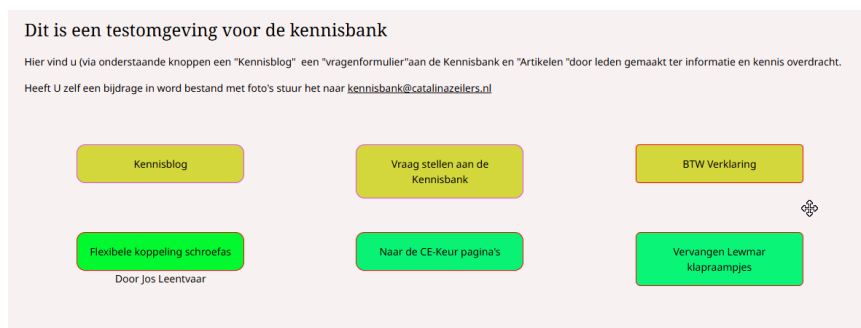 Dit is een testomgeving voor de kennisbank
Hier vind u (via onderstaande knoppen een "Kennisblog"  een "vragenformulier"aan de Kennisbank en "Artikelen "door leden gemaakt ter informatie en kennis overdracht.
Heeft U zelf een bijdrage in word bestand met foto's stuur het naar kennisbank@catalinazeilers.nl
Kennisblog
Vraag stellen aan de
Kennisbank
BTW Verklaring
Flexibele koppeling schroefas
Door Jos Leentvaar
Naar de CE-Keur pagina's
Vervangen Lewmar
klapraampjes